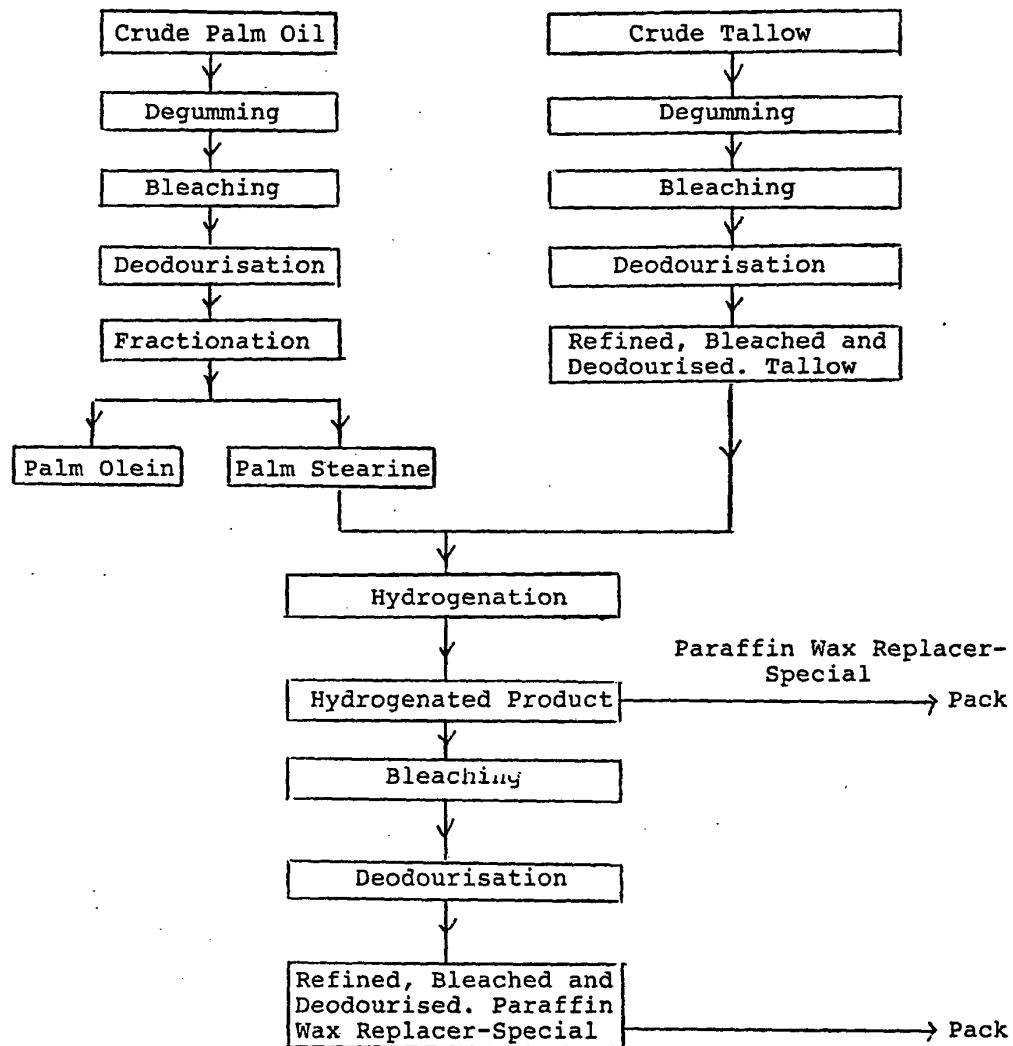 Crude Palm Oil
Crude Tallow
Degumming
Degumming
Bleaching
Bleaching
Deodourisation
Deodourisation
Fractionation
Refined, Bleached and
Deodourised. Tallow
Palm Olein
Palm Stearine
Hydrogenation
Paraffin Wax Replacer-
Special
Hydrogenated Product
Pack
Bleaching
Deodourisation
Refined, Bleached and
Deodourised. Paraffin
Wax Replacer-Special
Pack